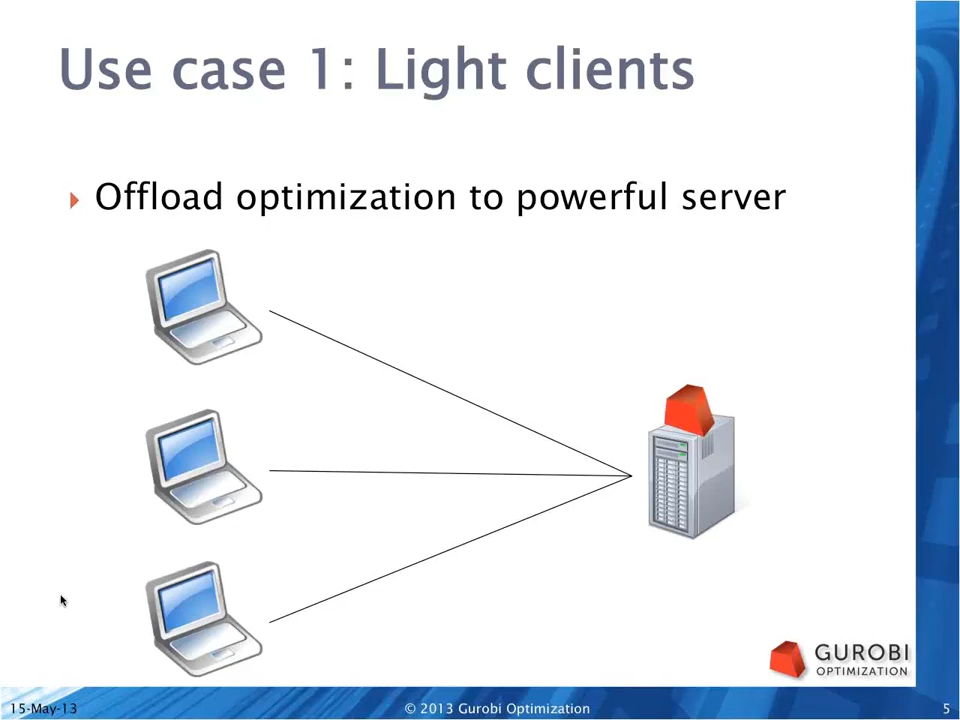 Use case 1: Light clients
Offload optimization to powerful server
GUROBI
OPTIMIZATION
15-May-13
© 2013 Gurobi Optimization
5